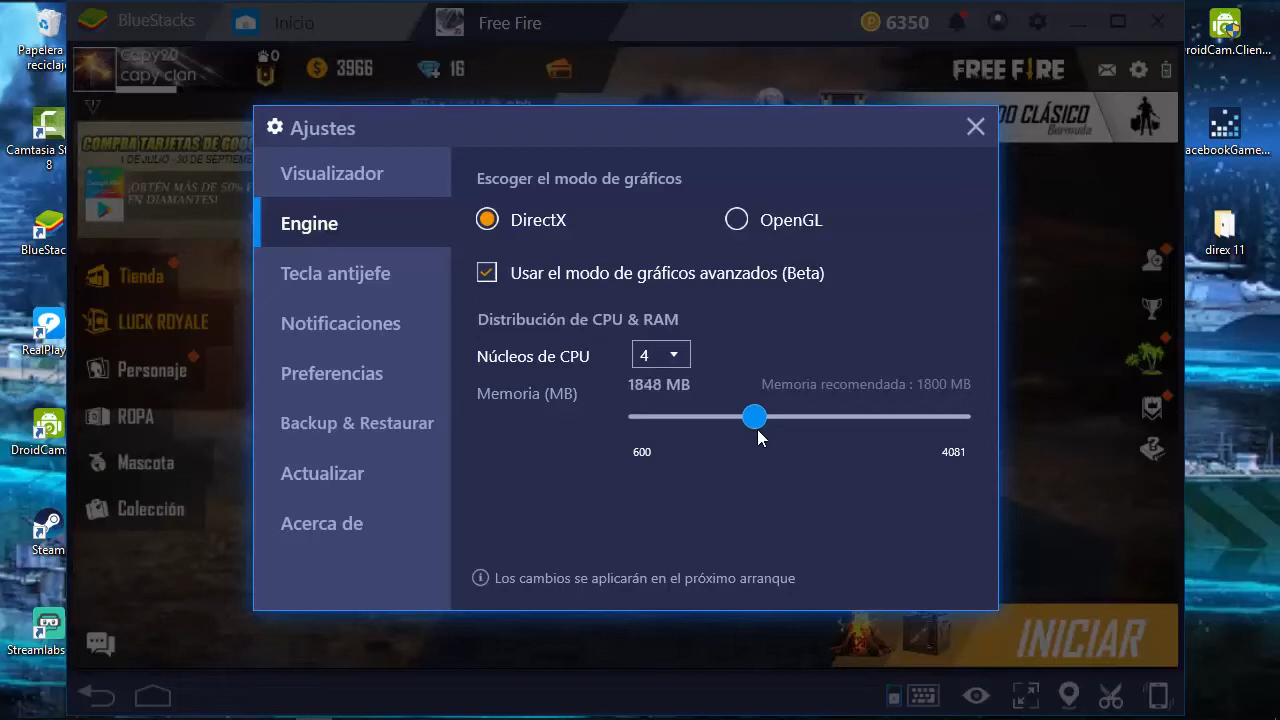 Papelera
reciclaj
BlueStacks
Inicio
Free Fire
6350
roidCam.Clien...
Copy20
capy clan
0
3966
16
FREE FIRE
CLÁSICO
Bermuda
COMPRA TARJETAS DE GOO
1 DE JULIO - 30 DE SEPTIEMBRE
¡OBTÉN MÁS DE 50%
EN DIAMANTES!
Camtasia St
8
acebookGame...
BlueStac
direx 11
RealPlay
DroidCam
Steam
Streamlabs
Tienda
LUCK ROYALE
Personaje
ROPA
Mascota
Colección
Ajustes
Visualizador
Engine
Tecla antijefe
Notificaciones
Preferencias
Backup & Restaurar
Actualizar
Acerca de
Escoger el modo de gráficos
DirectX
OpenGL
Usar el modo de gráficos avanzados (Beta)
Distribución de CPU & RAM
Núcleos de CPU
4
Memoria (MB)
1848 MB
Memoria recomendada : 1800 MB
600
4081
Los cambios se aplicarán en el próximo arranque
INICIAR